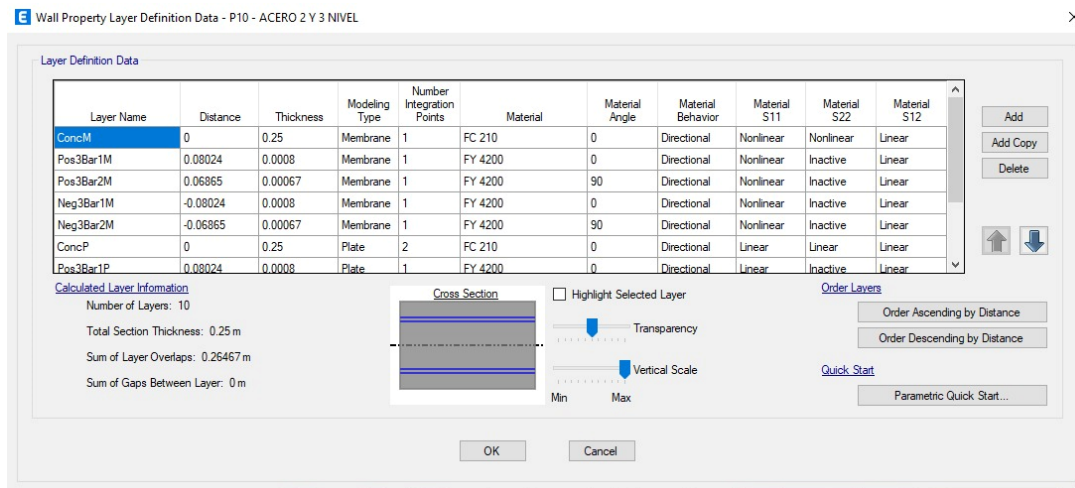 E Wall Property Layer Definition Data - P10 - ACERO 2 Y 3 NIVEL
Layer Definition Data
Layer Name Distance Thickness Modeling Type Number Integration Points Material Material Angle Material Behavior Material S11 Material S22 Material S12
ConcM 0 0.25 Membrane 1 FC 210 0 Directional Nonlinear Nonlinear Linear
Pos3Bar1M 0.08024 0.0008 Membrane 1 FY 4200 0 Directional Nonlinear Inactive Linear
Pos3Bar2M 0.06865 0.00067 Membrane 1 FY 4200 90 Directional Nonlinear Inactive Linear
Neg3Bar1M -0.08024 0.0008 Membrane 1 FY 4200 0 Directional Nonlinear Inactive Linear
Neg3Bar2M -0.06865 0.00067 Membrane 1 FY 4200 90 Directional Nonlinear Inactive Linear
ConcP 0 0.25 Plate 2 FC 210 0 Directional Linear Linear Linear
Pos3Bar1P 0.08024 0.0008 Plate 1 FY 4200 0 Directional Linear Inactive Linear
Add
Add Copy
Delete
Calculated Layer Information
Number of Layers: 10
Total Section Thickness: 0.25 m
Sum of Layer Overlaps: 0.26467 m
Sum of Gaps Between Layer: 0 m
Cross Section
Highlight Selected Layer
Transparency
Vertical Scale
Min Max
Order Layers
Order Ascending by Distance
Order Descending by Distance
Quick Start
Parametric Quick Start...
OK Cancel